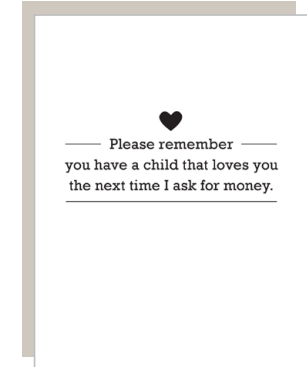 Please remember
you have a child that loves you
the next time I ask for money.